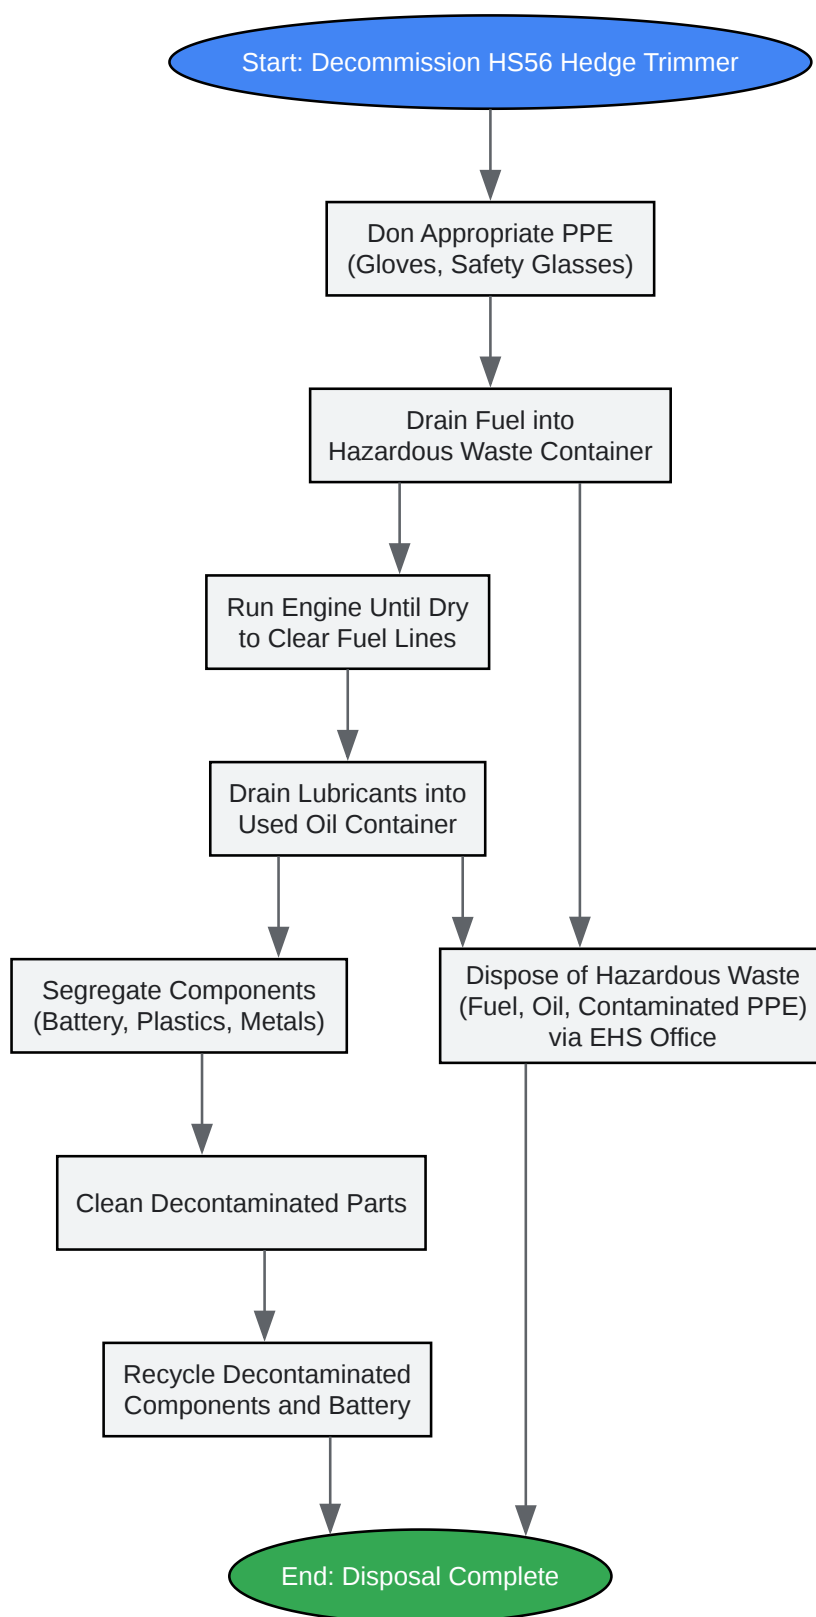 Start: Decommission HS56 Hedge Trimmer
Don Appropriate PPE
(Gloves, Safety Glasses)
Drain Fuel into
Hazardous Waste Container
Run Engine Until Dry
to Clear Fuel Lines
Drain Lubricants into
Used Oil Container
Segregate Components
(Battery, Plastics, Metals)
Dispose of Hazardous Waste
(Fuel, Oil, Contaminated PPE)
via EHS Office
Clean Decontaminated Parts
Recycle Decontaminated
Components and Battery
End: Disposal Complete